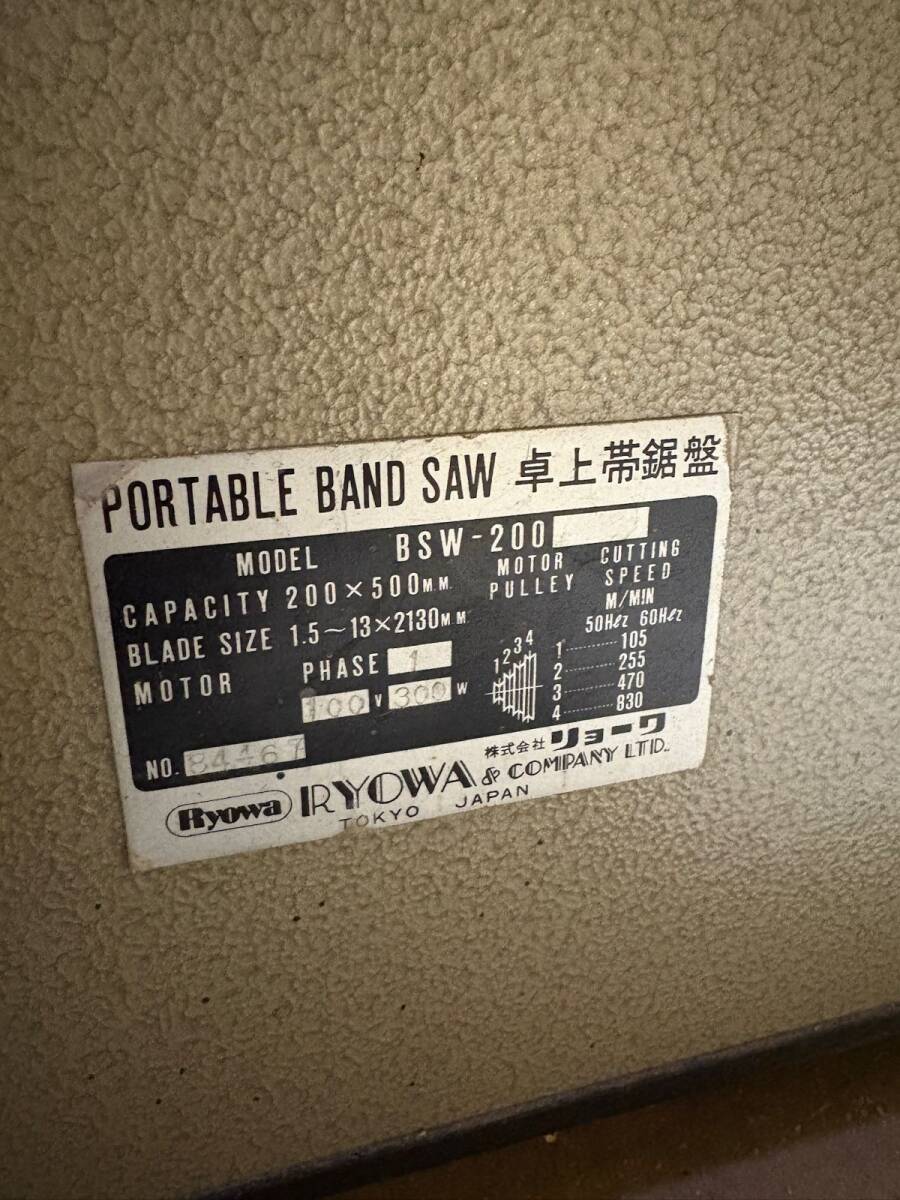 PORTABLE BAND SAW 卓上帯鋸盤
MODEL BSW-200
CAPACITY 200×500M.M.
BLADE SIZE 1.5~13×2130M M
MOTOR PHASE 1
100 V 300 W
MOTOR PULLEY
1 2 3 4
CUTTING SPEED
M/MIN
50Hez 60Hez
1 ......... 105
2 ......... 255
3 ......... 470
4 ......... 830
NO. 84467
株式会社 リョーワ
Ryowa RYOWA & COMPANY LTD.
TOKYO JAPAN